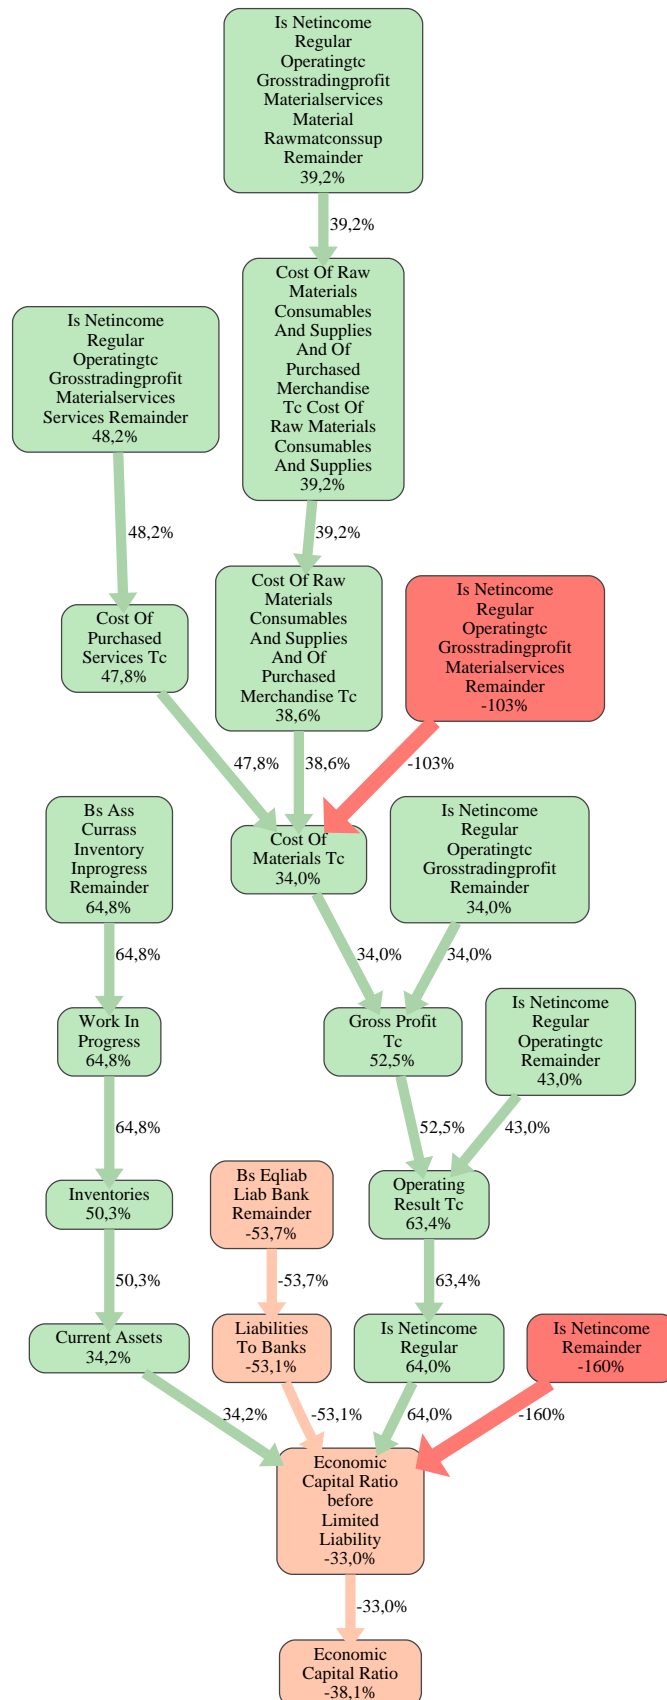 Is Netincome
Regular
Operatingtc
Grosstradingprofit
Materialservices
Material
Rawmatconssup
Remainder
39,2%
39,2%
Cost Of Raw
Materials
Consumables
And Supplies
And Of
Purchased
Merchandise
Tc Cost Of
Raw Materials
Consumables
And Supplies
39,2%
Is Netincome
Regular
Operatingtc
Grosstradingprofit
Materialservices
Services Remainder
48,2%
48,2%
39,2%
Cost Of Raw
Materials
Consumables
And Supplies
And Of
Purchased
Merchandise Tc
38,6%
Is Netincome
Regular
Operatingtc
Grosstradingprofit
Materialservices
Remainder
-103%
Cost Of
Purchased
Services Tc
47,8%
47,8%
38,6%
-103%
Bs Ass
Currass
Inventory
Inprogress
Remainder
64,8%
Cost Of
Materials Tc
34,0%
Is Netincome
Regular
Operatingtc
Grosstradingprofit
Remainder
34,0%
64,8%
34,0%
34,0%
Work In
Progress
64,8%
Gross Profit
Tc
52,5%
Is Netincome
Regular
Operatingtc
Remainder
43,0%
64,8%
52,5%
43,0%
Inventories
50,3%
Bs Eqliab
Liab Bank
Remainder
-53,7%
Operating
Result Tc
63,4%
50,3%
-53,7%
63,4%
Current Assets
34,2%
Liabilities
To Banks
-53,1%
Is Netincome
Regular
64,0%
Is Netincome
Remainder
-160%
34,2%
-53,1%
64,0%
-160%
Economic
Capital Ratio
before
Limited
Liability
-33,0%
-33,0%
Economic
Capital Ratio
-38,1%